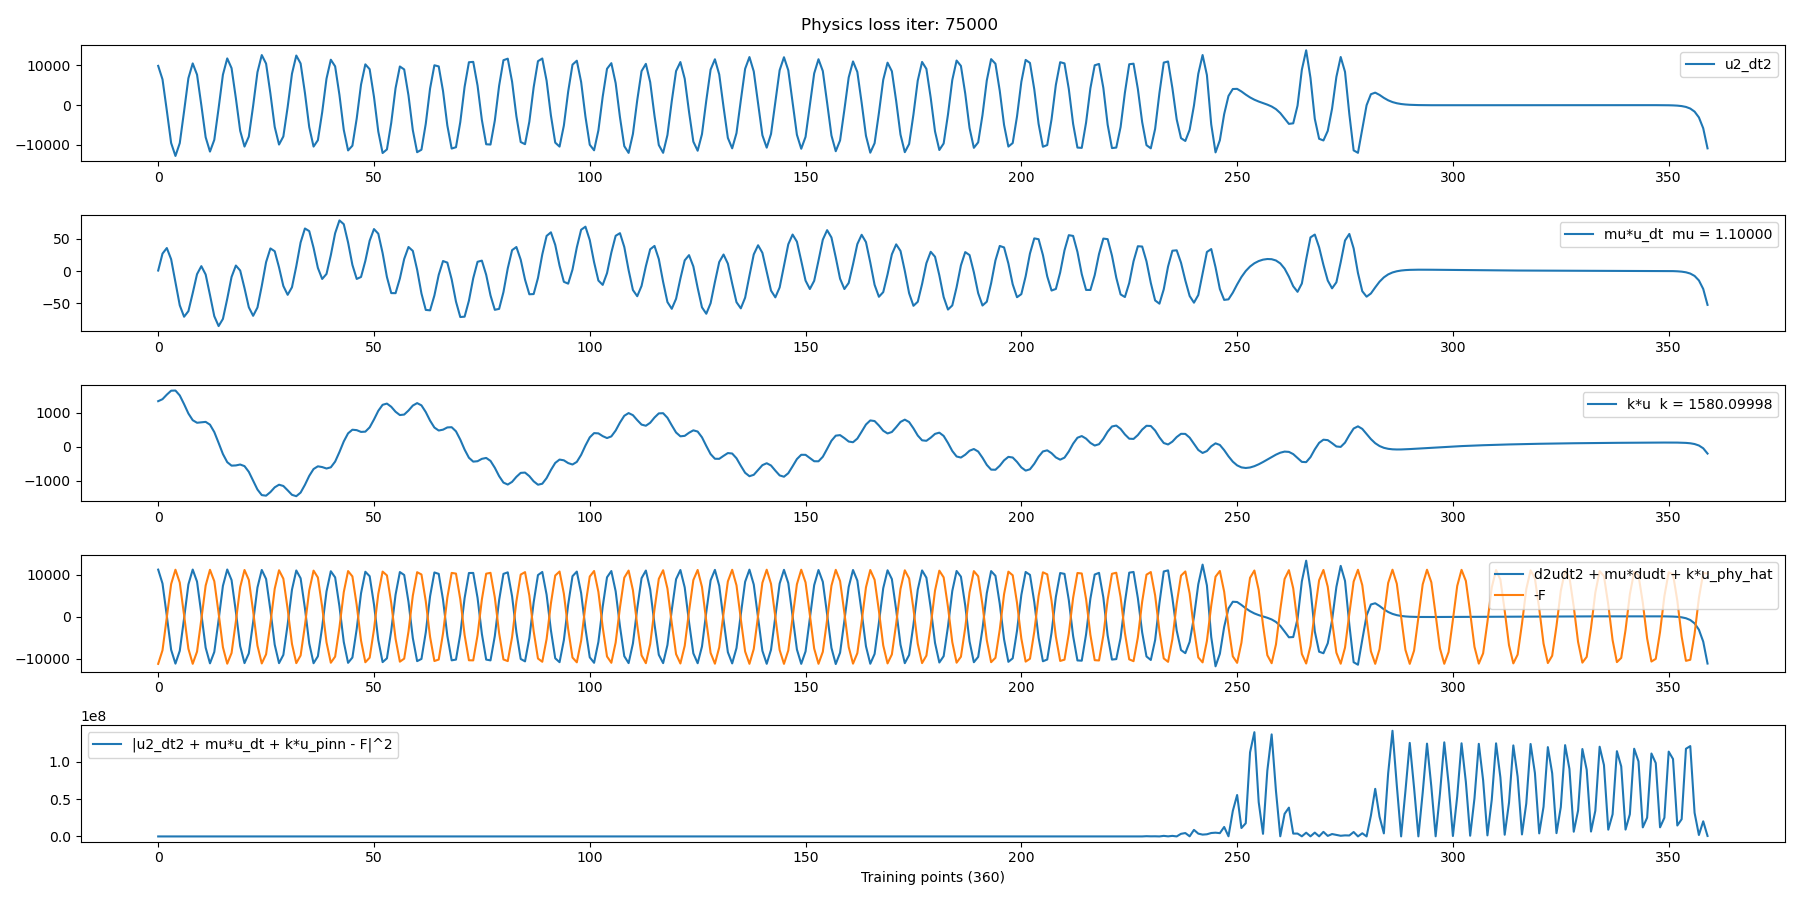 Physics loss iter: 75000
u2_dt2
10000
0
−10000
0 50 100 150 200 250 300 350
mu*u_dt  mu = 1.10000
50
0
−50
0 50 100 150 200 250 300 350
k*u  k = 1580.09998
1000
0
−1000
0 50 100 150 200 250 300 350
d2udt2 + mu*dudt + k*u_phy_hat
-F
10000
0
−10000
0 50 100 150 200 250 300 350
1e8
|u2_dt2 + mu*u_dt + k*u_pinn - F|^2
1.0
0.5
0.0
0 50 100 150 200 250 300 350
Training points (360)